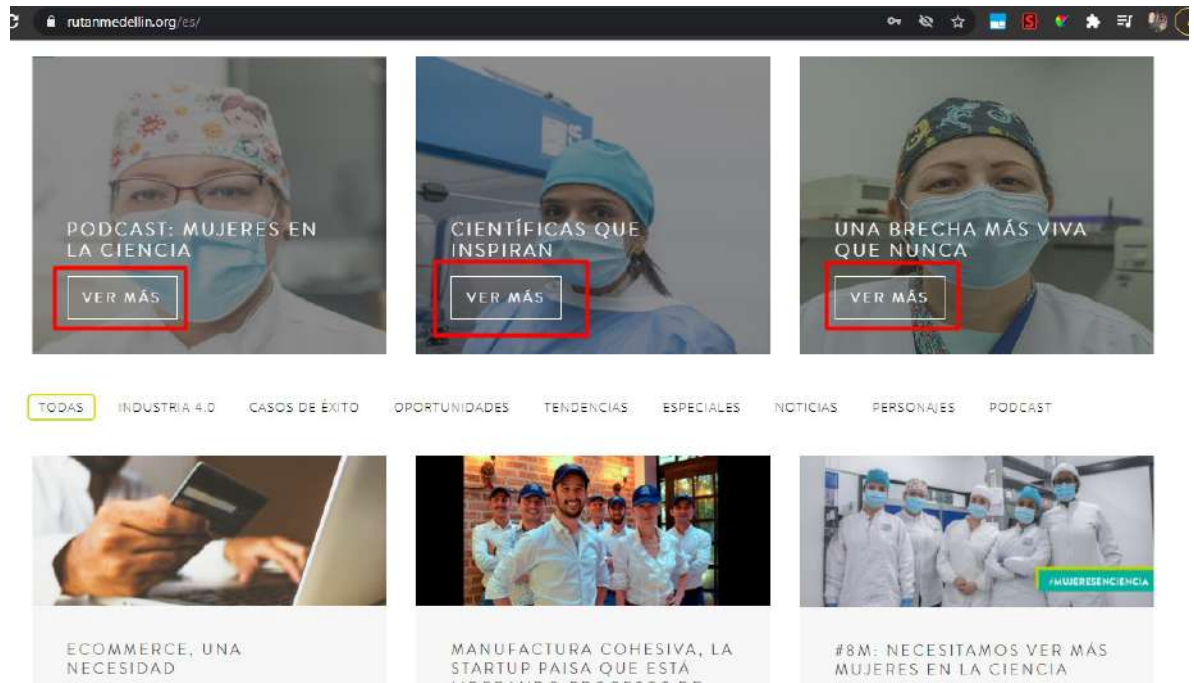 rutanmedellin.org/es/
PODCAST: MUJERES EN
LA CIENCIA
VER MÁS
CIENTÍFICAS QUE
INSPIRAN
VER MÁS
UNA BRECHA MÁS VIVA
QUE NUNCA
VER MÁS
TODAS INDUSTRIA 4.0 CASOS DE ÉXITO OPORTUNIDADES TENDENCIAS ESPECIALES NOTICIAS PERSONAJES PODCAST
#MUJERESENCIENCIA
ECOMMERCE, UNA
NECESIDAD
MANUFACTURA COHESIVA, LA
STARTUP PAISA QUE ESTÁ
#8M: NECESITAMOS VER MÁS
MUJERES EN LA CIENCIA